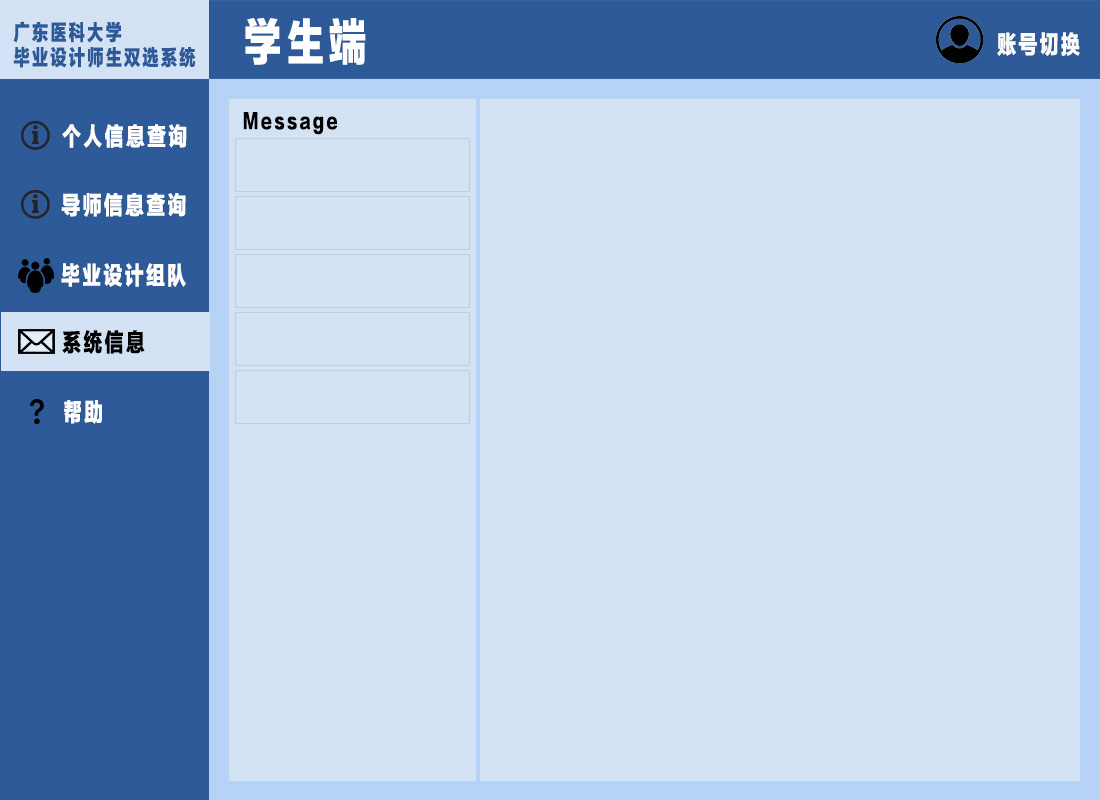 广东医科大学
毕业设计师生双选系统
学生端
账号切换
个人信息查询
导师信息查询
毕业设计组队
系统信息
? 帮助
Message